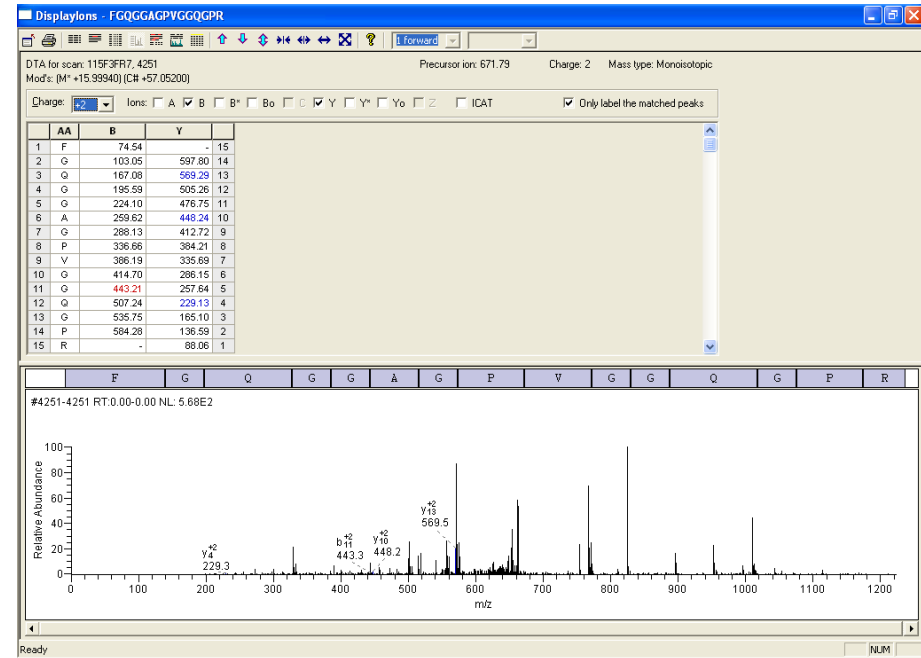 DisplayIons - FGQGGAGPVGGQGPR
1 forward
DTA for scan: 115F3FR7, 4251 Precursor ion: 671.79 Charge: 2 Mass type: Monoisotopic
Mod's: (M* +15.99940) (C# +57.05200)
Charge: +2 Ions: A B B* Bo C Y Y* Yo Z ICAT Only label the matched peaks
AA B Y
1 F 74.54 - 15
2 G 103.05 597.80 14
3 Q 167.08 569.29 13
4 G 195.59 505.26 12
5 G 224.10 476.75 11
6 A 259.62 448.24 10
7 G 288.13 412.72 9
8 P 336.66 384.21 8
9 V 386.19 335.69 7
10 G 414.70 286.15 6
11 G 443.21 257.64 5
12 Q 507.24 229.13 4
13 G 535.75 165.10 3
14 P 584.28 136.59 2
15 R - 88.06 1
F G Q G G A G P V G G Q G P R
#4251-4251 RT:0.00-0.00 NL: 5.68E2
Relative Abundance
100
80
60
40
20
0
y13+2
569.5
b11+2
443.3
y10+2
448.2
y4+2
229.3
0 100 200 300 400 500 600 700 800 900 1000 1100 1200
m/z
Ready NUM